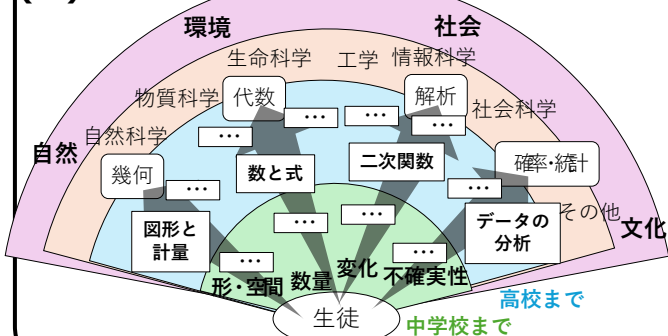 環境
社会
生命科学
工学
情報科学
物質科学
代数
解析
社会科学
自然科学
自然
幾何
確率・統計
数と式
二次関数
図形と
計量
データの
分析
その他
文化
形・空間
数量
変化
不確実性
生徒
高校まで
中学校まで
…
…
…
…
…
…
…
…
…
…